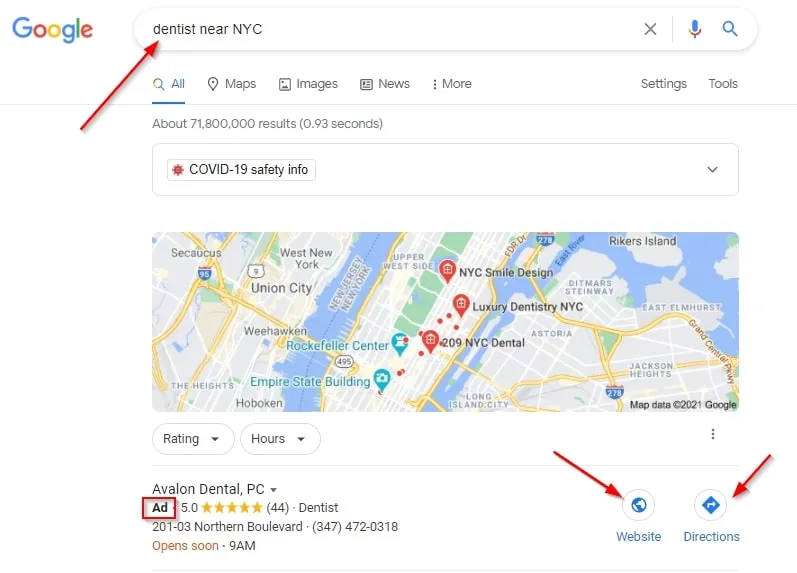 Google
dentist near NYC
All Maps Images News More Settings Tools
About 71,800,000 results (0.93 seconds)
COVID-19 safety info
Rikers Island
278
FDR Dr
East River
Secaucus
West New
York
UPPER
WEST SIDE
NYC Smile Design
95
9
NEW JERSEY
NEW YORK
DITMARS
STEINWAY
Union City
Luxury Dentistry NYC
EAST ELMHURST
Weehawken
ASTORIA
Grand Central Pkwy
Rockefeller Center
209 NYC Dental
495
JACKSON
HEIGHTS
THE HEIGHTS
Empire State Building
278
Hoboken
LONG
ISLAND CITY
Map data ©2021 Google
Rating Hours
Avalon Dental, PC
Ad · 5.0 (44) · Dentist
201-03 Northern Boulevard · (347) 472-0318
Website Directions
Opens soon · 9AM